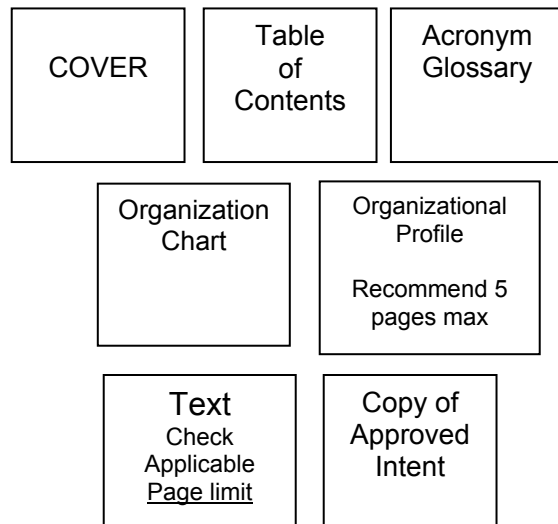 COVER
Table
of
Contents
Acronym
Glossary
Organization
Chart
Organizational
Profile
Recommend 5
pages max
Text
Check
Applicable
Page limit
Copy of
Approved
Intent